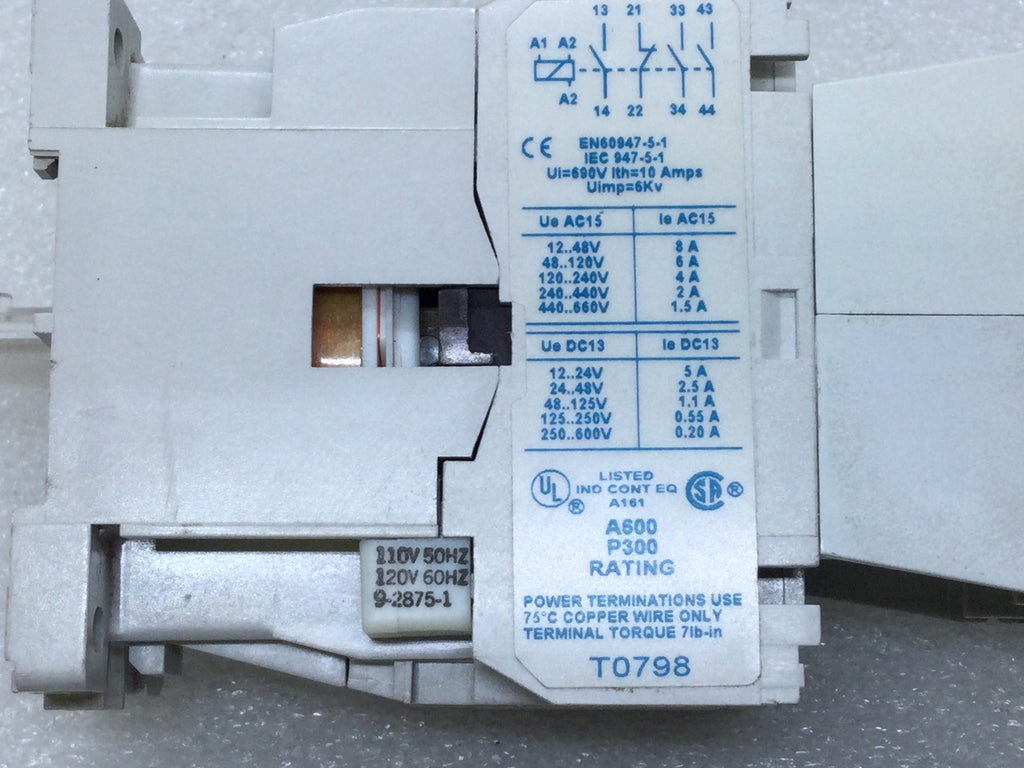 13 21 33 43
A1 A2
A2
14 22 34 44
CE EN60947-5-1
IEC 947-5-1
Ui=690V Ith=10 Amps
Uimp=6Kv
Ue AC15 Ie AC15
12..48V 8 A
48..120V 6 A
120..240V 4 A
240..440V 2 A
440..660V 1.5 A
Ue DC13 Ie DC13
12..24V 5 A
24..48V 2.5 A
48..125V 1.1 A
125..250V 0.55 A
250..600V 0.20 A
UL ® LISTED
IND CONT EQ
A161
SA ®
A600
P300
RATING
110V 50HZ
120V 60HZ
9-2875-1
POWER TERMINATIONS USE
75°C COPPER WIRE ONLY
TERMINAL TORQUE 7lb-in
T0798